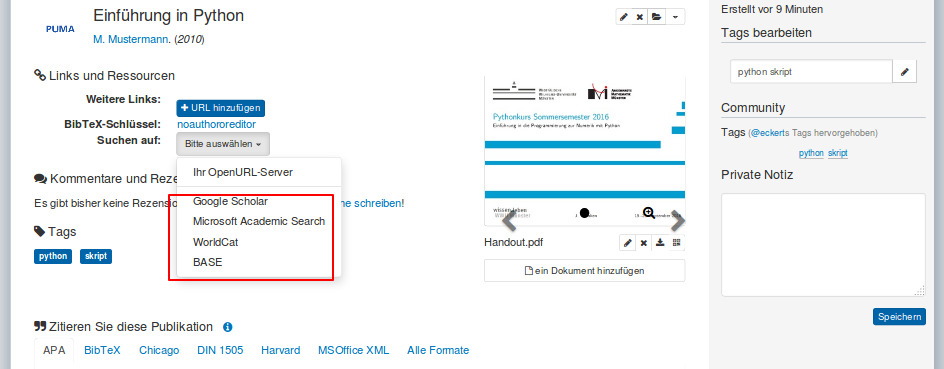 PUMA
Einführung in Python
M. Mustermann. (2010)
Links und Ressourcen
Weitere Links:
URL hinzufügen
BibTeX-Schlüssel:
noauthororeditor
Suchen auf:
Bitte auswählen
Ihr OpenURL-Server
Google Scholar
Microsoft Academic Search
WorldCat
BASE
Kommentare und Reze
Es gibt bisher keine Rezension
ne schreiben!
Tags
python skript
Pythonkurs Sommersemester 2016
Einführung in die Programmierung zur Numerik mit Python
wissen.leben
Handout.pdf
ein Dokument hinzufügen
Zitieren Sie diese Publikation
APA BibTeX Chicago DIN 1505 Harvard MSOffice XML Alle Formate
Erstellt vor 9 Minuten
Tags bearbeiten
python skript
Community
Tags (@eckerts Tags hervorgehoben)
python skript
Private Notiz
Speichern